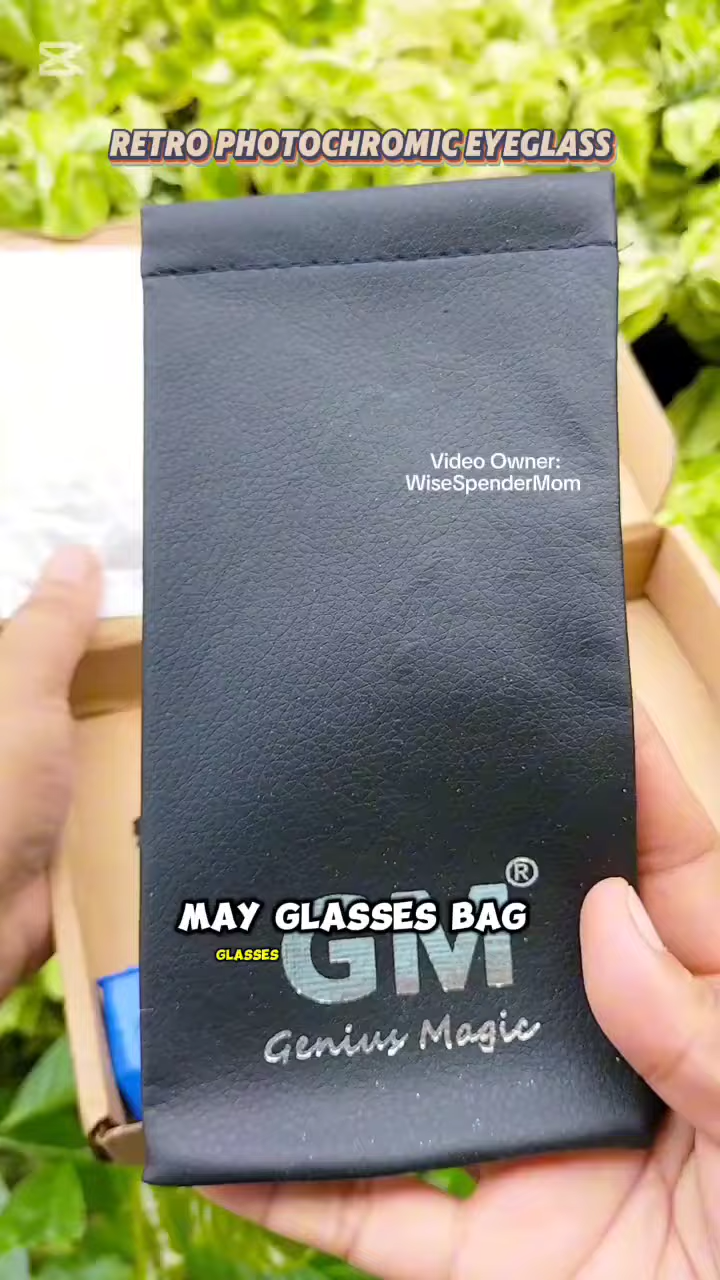 RETRO PHOTOCHROMIC EYEGLASS
Video Owner:
WiseSpenderMom
MAY GLASSES BAG
GLASSES
GM®
Genius Magic